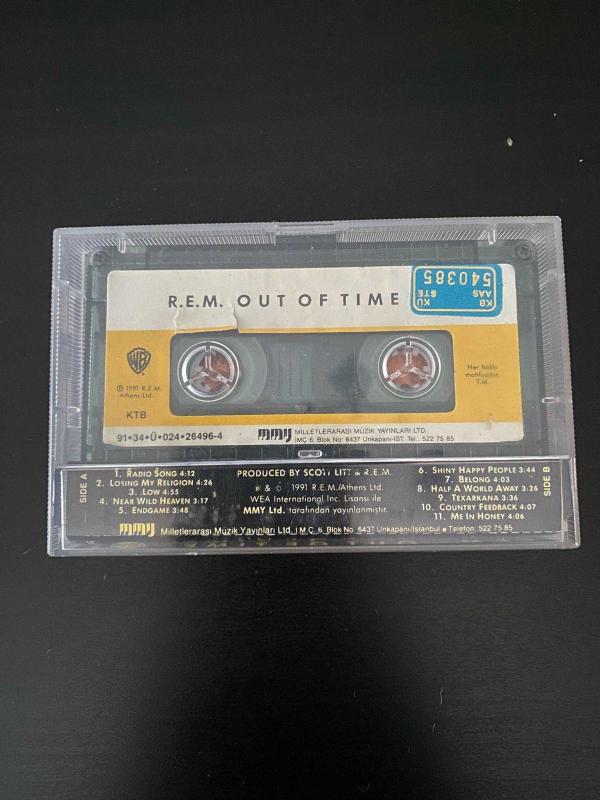 R.E.M. OUT OF TIME
KB
AAS
540385
KÜ
STE
WB
℗ 1991 R.E.M.
Athens Ltd.
KTB
Her hakkı
mahfuzdur.
T.M.
91•34•Ü•024•26496-4
mmy MİLLETLERARASI MÜZİK YAYINLARI LTD.
İMÇ 6. Blok No: 6437 Unkapanı-İST. Tel.: 522 75 85
SIDE A
1. RADIO SONG 4:12
2. LOSING MY RELIGION 4:26
3. LOW 4:55
4. NEAR WILD HEAVEN 3:17
5. ENDGAME 3:48
PRODUCED BY SCOTT LITT & R.E.M.
℗ & © 1991 R.E.M./Athens Ltd.
WEA International Inc. Lisansı ile
MMY Ltd. tarafından yayınlanmıştır.
6. SHINY HAPPY PEOPLE 3:44
7. BELONG 4:03
8. HALF A WORLD AWAY 3:26
9. TEXARKANA 3:36
10. COUNTRY FEEDBACK 4:07
11. ME IN HONEY 4:06
SIDE B
mmy Milletlerarası Müzik Yayınları Ltd. İ.M.Ç. 6. Blok No: 6437 Unkapanı/İstanbul • Telefon: 522 75 85